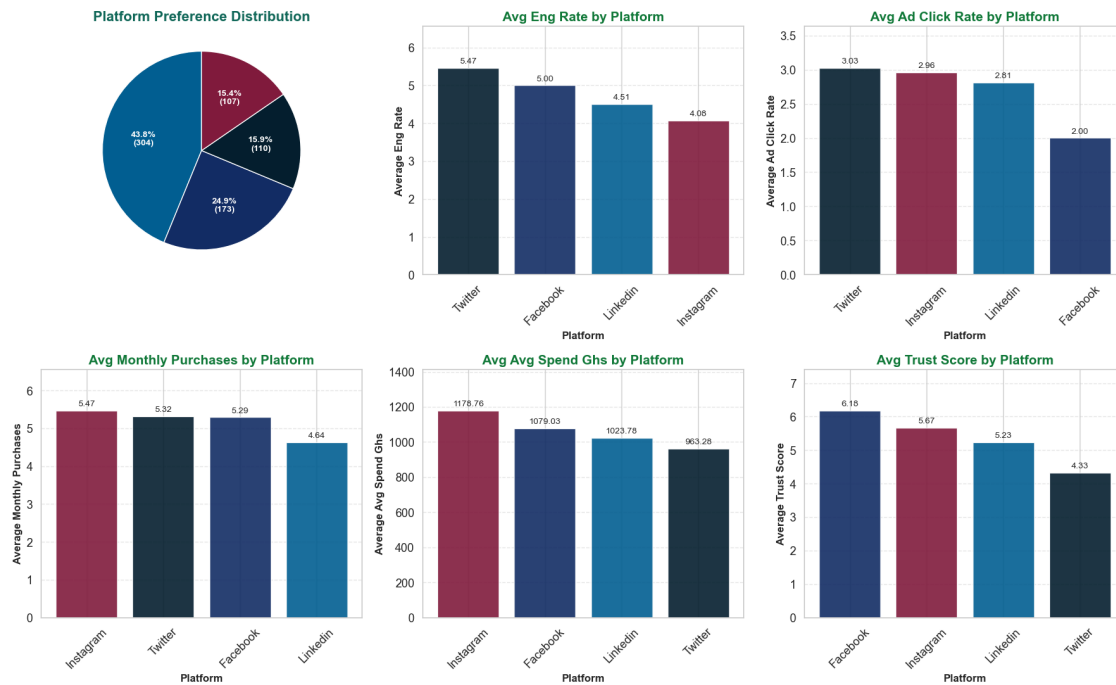 Platform Preference Distribution
15.4%
(107)
15.9%
(110)
43.8%
(304)
24.9%
(173)
Avg Eng Rate by Platform
Average Eng Rate
6
5
4
3
2
1
0
5.47
5.00
4.51
4.08
Twitter
Facebook
Linkedin
Instagram
Platform
Avg Ad Click Rate by Platform
Average Ad Click Rate
3.5
3.0
2.5
2.0
1.5
1.0
0.5
0.0
3.03
2.96
2.81
2.00
Twitter
Instagram
Linkedin
Facebook
Platform
Avg Monthly Purchases by Platform
Average Monthly Purchases
6
5
4
3
2
1
0
5.47
5.32
5.29
4.64
Instagram
Twitter
Facebook
Linkedin
Platform
Avg Avg Spend Ghs by Platform
Average Avg Spend Ghs
1400
1200
1000
800
600
400
200
0
1178.76
1079.03
1023.78
963.28
Instagram
Facebook
Linkedin
Twitter
Platform
Avg Trust Score by Platform
Average Trust Score
7
6
5
4
3
2
1
0
6.18
5.67
5.23
4.33
Facebook
Instagram
Linkedin
Twitter
Platform